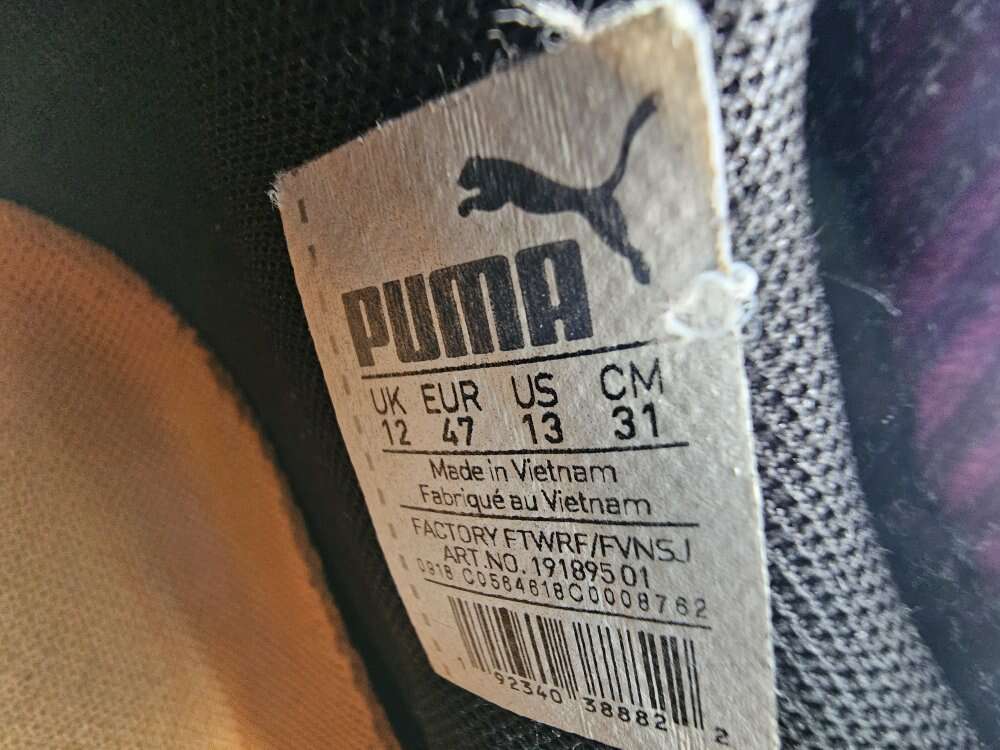 PUMA
UK EUR US CM
12 47 13 31
Made in Vietnam
Fabriqué au Vietnam
FACTORY FTWRF/FVNSJ
ART.NO. 191895 01
0918 C0564618C0008762
1 92340 38882 2